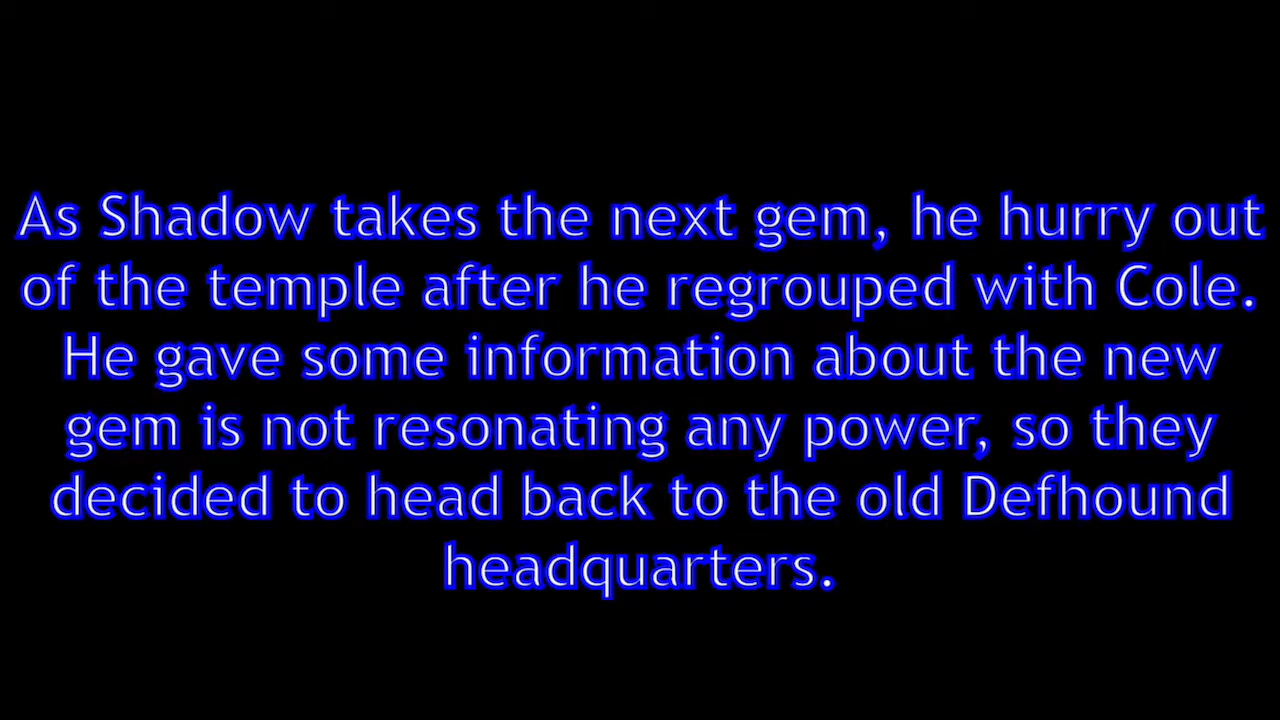 As Shadow takes the next gem, he hurry out
of the temple after he regrouped with Cole.
He gave some information about the new
gem is not resonating any power, so they
decided to head back to the old Defhound
headquarters.